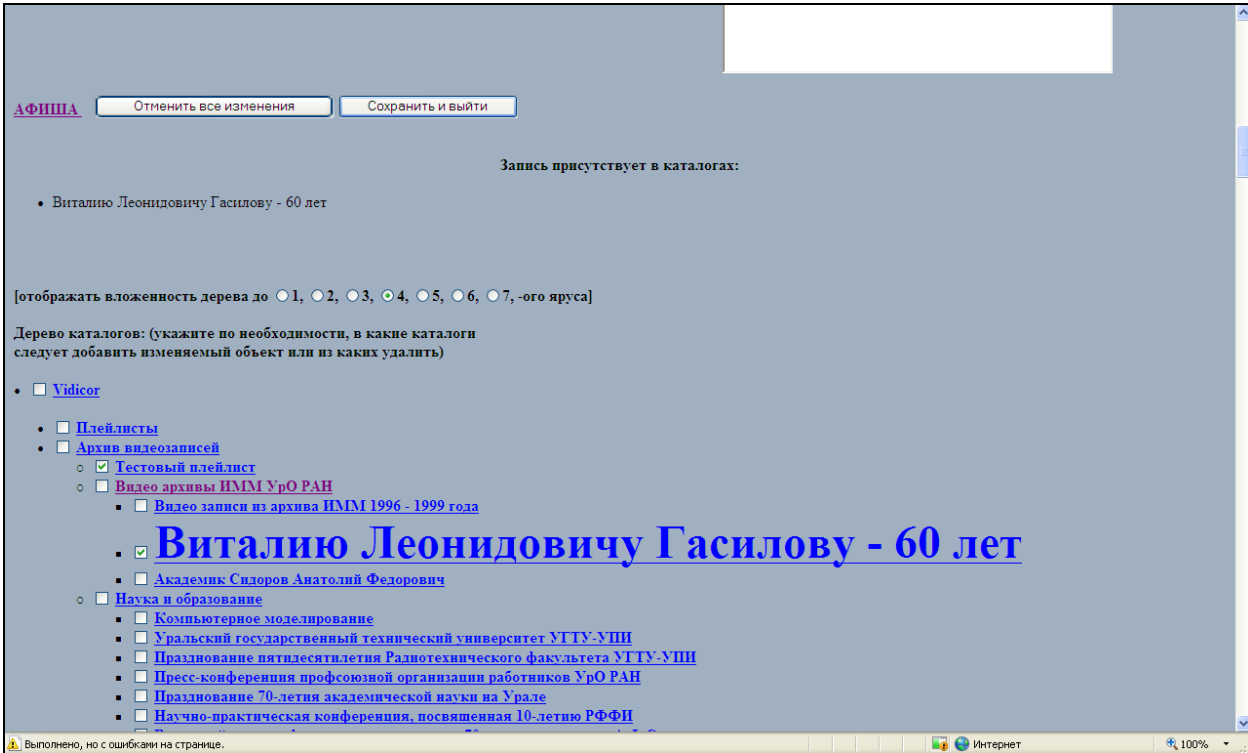 АФИША Отменить все изменения Сохранить и выйти
Запись присутствует в каталогах:
Виталию Леонидовичу Гасилову - 60 лет
[отображать вложенность дерева до 1, 2, 3, 4, 5, 6, 7, -ого яруса]
Дерево каталогов: (укажите по необходимости, в какие каталоги
следует добавить изменяемый объект или из каких удалить)
Vidicor
Плейлисты
Архив видеозаписей
Тестовый плейлист
Видео архивы ИММ УрО РАН
Видео записи из архива ИММ 1996 - 1999 года
Виталию Леонидовичу Гасилову - 60 лет
Академик Сидоров Анатолий Федорович
Наука и образование
Компьютерное моделирование
Уральский государственный технический университет УГТУ-УПИ
Празднование пятидесятилетия Радиотехнического факультета УГТУ-УПИ
Пресс-конференция профсоюзной организации работников УрО РАН
Празднование 70-летия академической науки на Урале
Научно-практическая конференция, посвященная 10-летию РФФИ
Выполнено, но с ошибками на странице. Интернет 100%